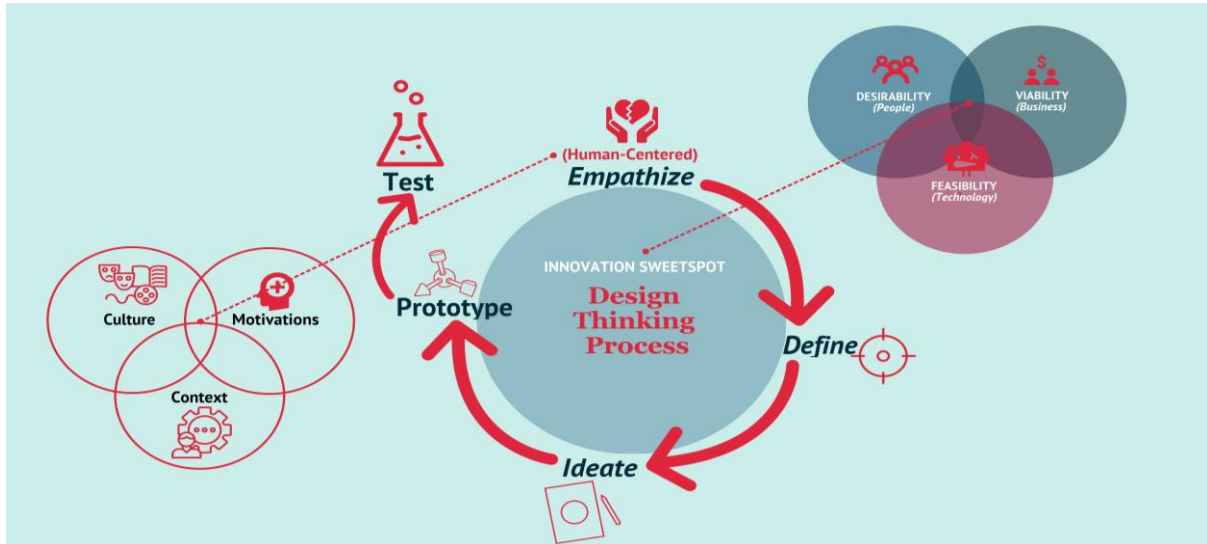 DESIRABILITY
(People)
$
VIABILITY
(Business)
FEASIBILITY
(Technology)
(Human-Centered)
Empathize
Test
INNOVATION SWEETSPOT
Design
Thinking
Process
Prototype
Define
Ideate
Culture
Motivations
Context